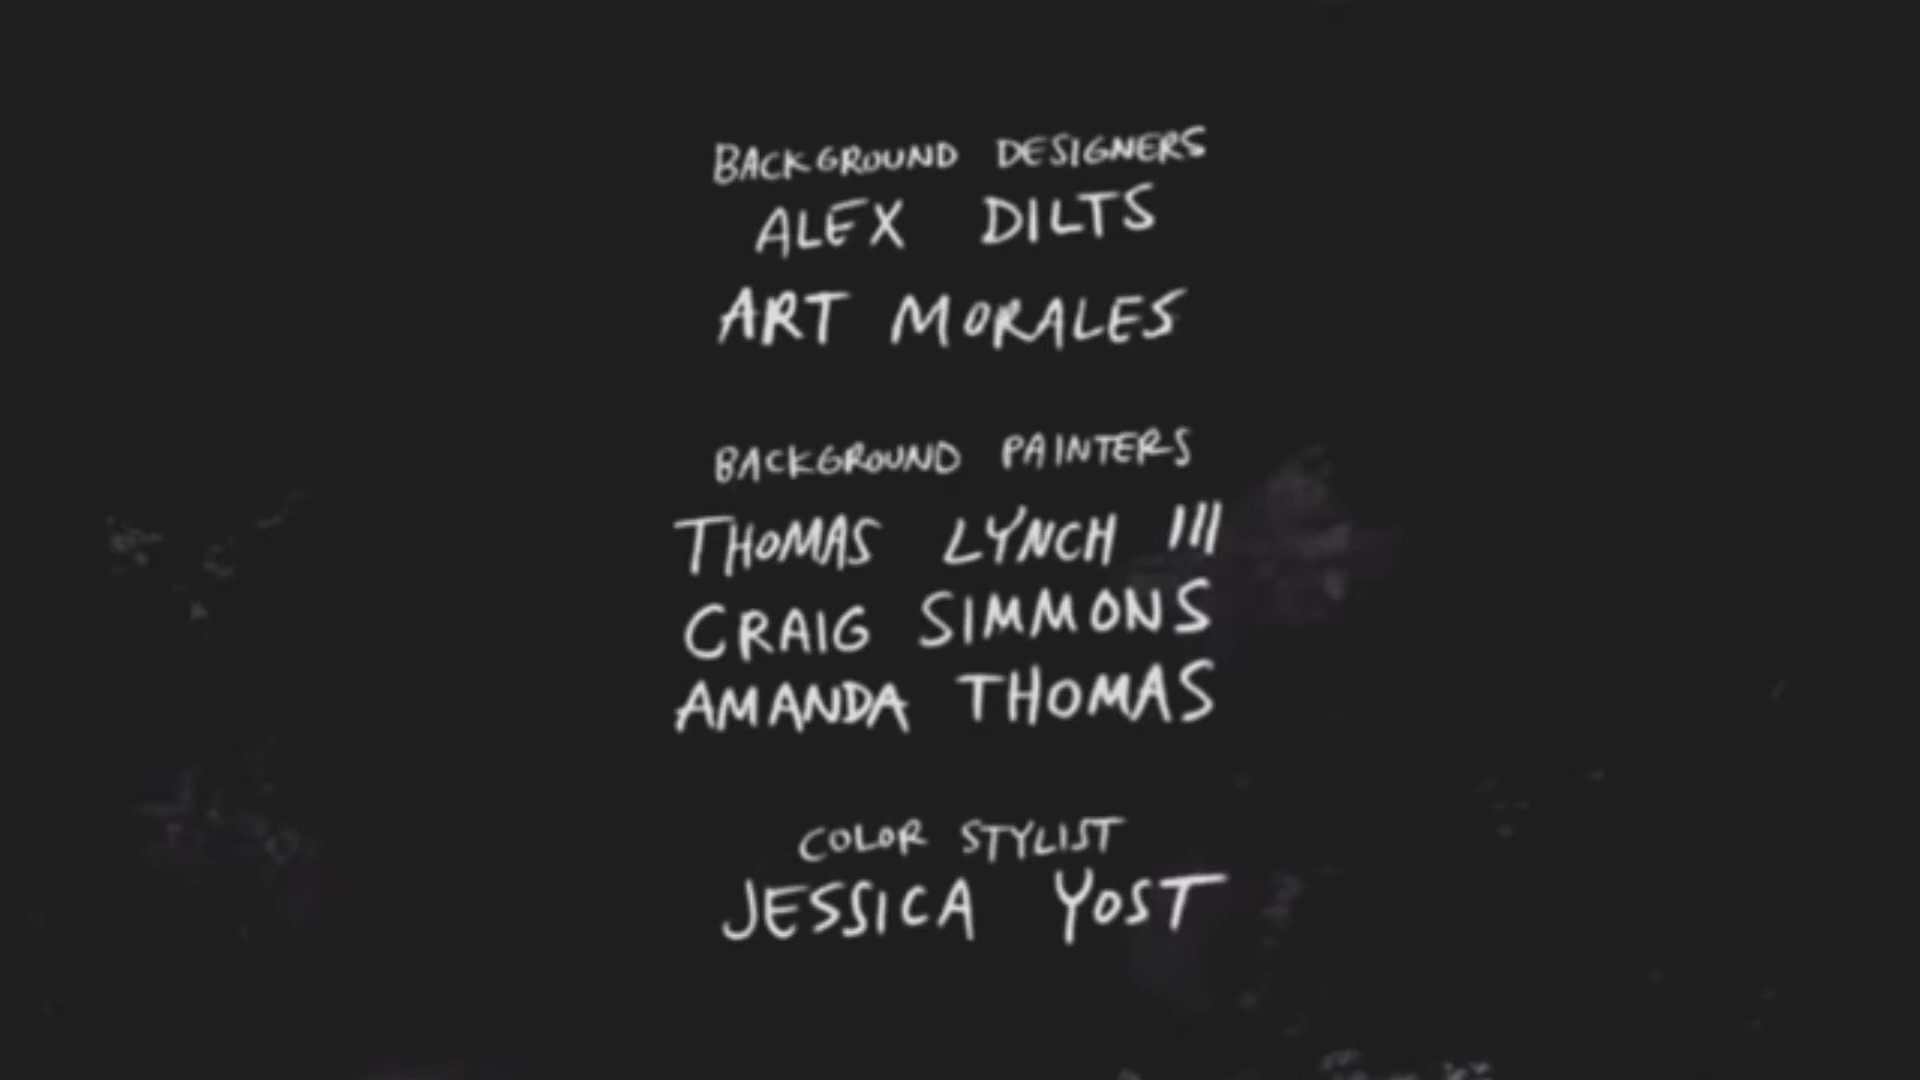 BACKGROUND DESIGNERS
ALEX DILTS
ART MORALES
BACKGROUND PAINTERS
THOMAS LYNCH III
CRAIG SIMMONS
AMANDA THOMAS
COLOR STYLIST
JESSICA YOST